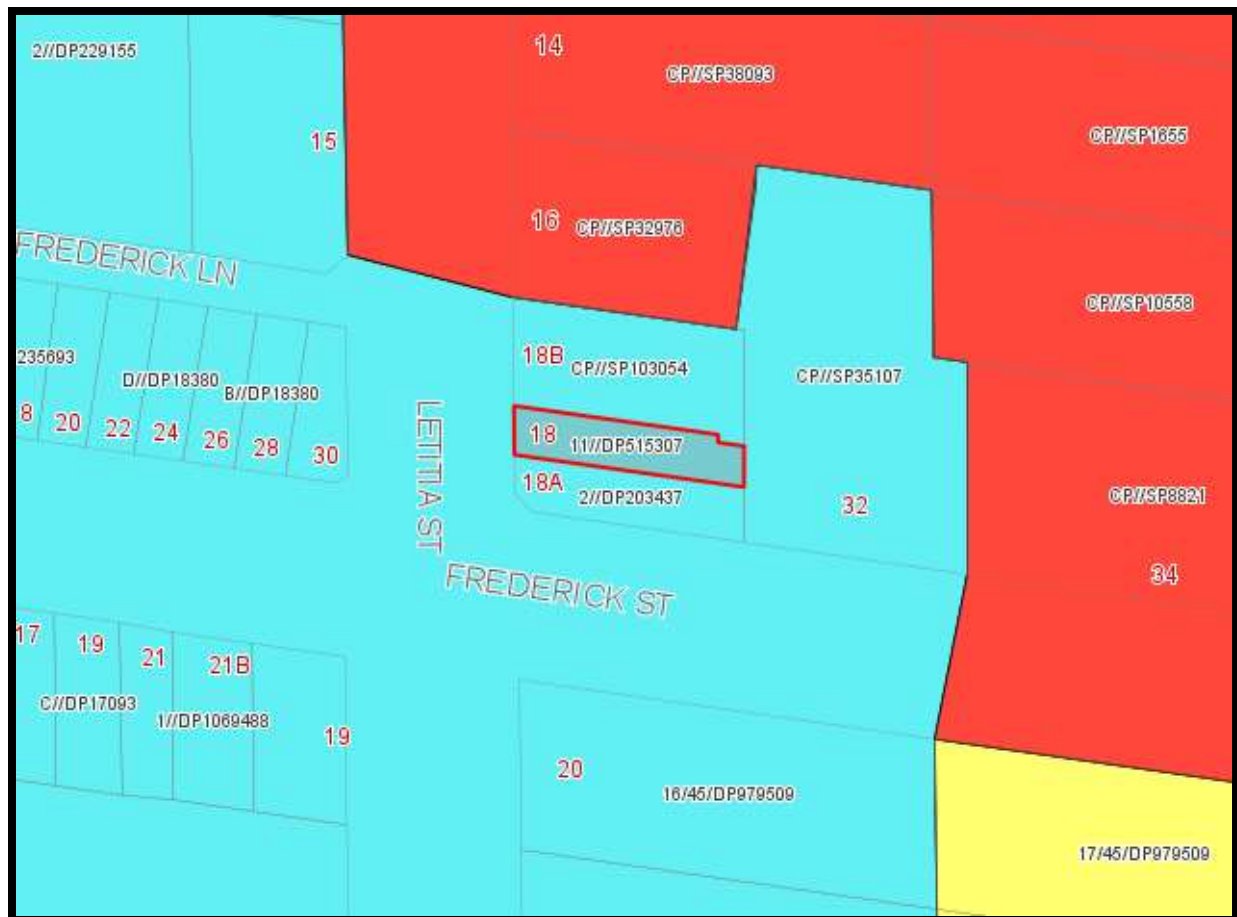 14
2//DP229155
CP//SP38093
15
CP//SP1655
16
CP//SP32976
FREDERICK LN
CP//SP10558
18B
235693
CP//SP103054
CP//SP35107
D//DP18380
B//DP18380
8
20
22
24
26
28
30
LETITIA ST
18
11//DP515307
18A
2//DP203437
32
CP//SP8821
34
FREDERICK ST
17
19
21
21B
C//DP17093
1//DP1069488
19
20
16/45/DP979509
17/45/DP979509